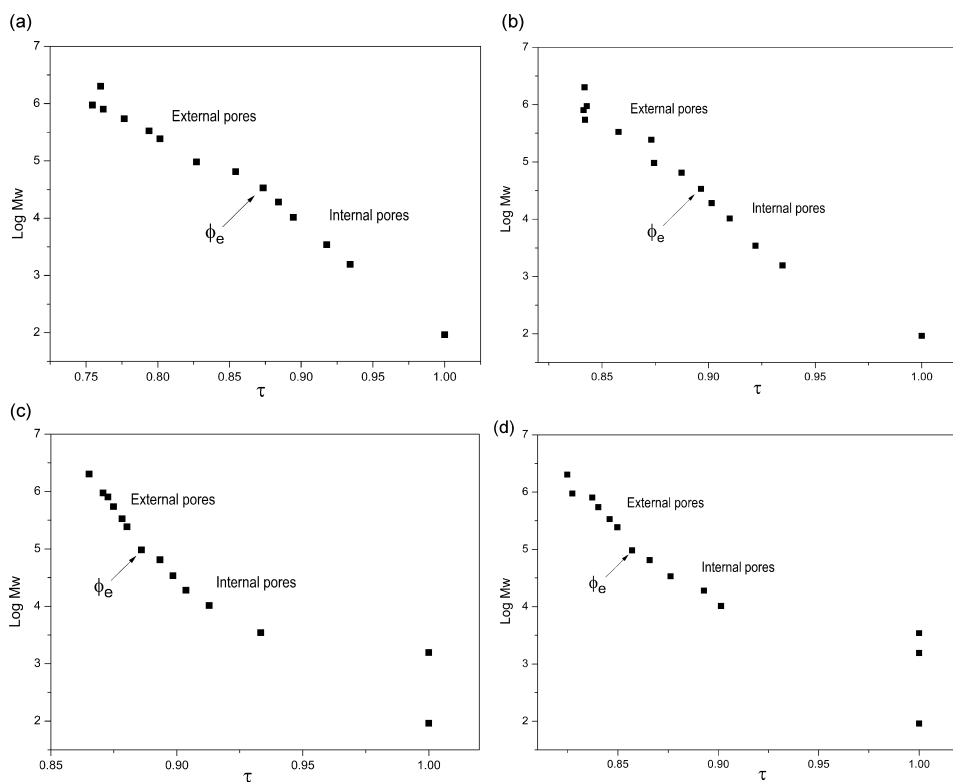 (a)
7
6
5
4
3
2
Log Mw
External pores
Internal pores
ϕe
0.75 0.80 0.85 0.90 0.95 1.00
τ
(b)
7
6
5
4
3
2
Log Mw
External pores
Internal pores
ϕe
0.85 0.90 0.95 1.00
τ
(c)
7
6
5
4
3
2
Log Mw
External pores
Internal pores
ϕe
0.85 0.90 0.95 1.00
τ
(d)
7
6
5
4
3
2
Log Mw
External pores
Internal pores
ϕe
0.85 0.90 0.95 1.00
τ